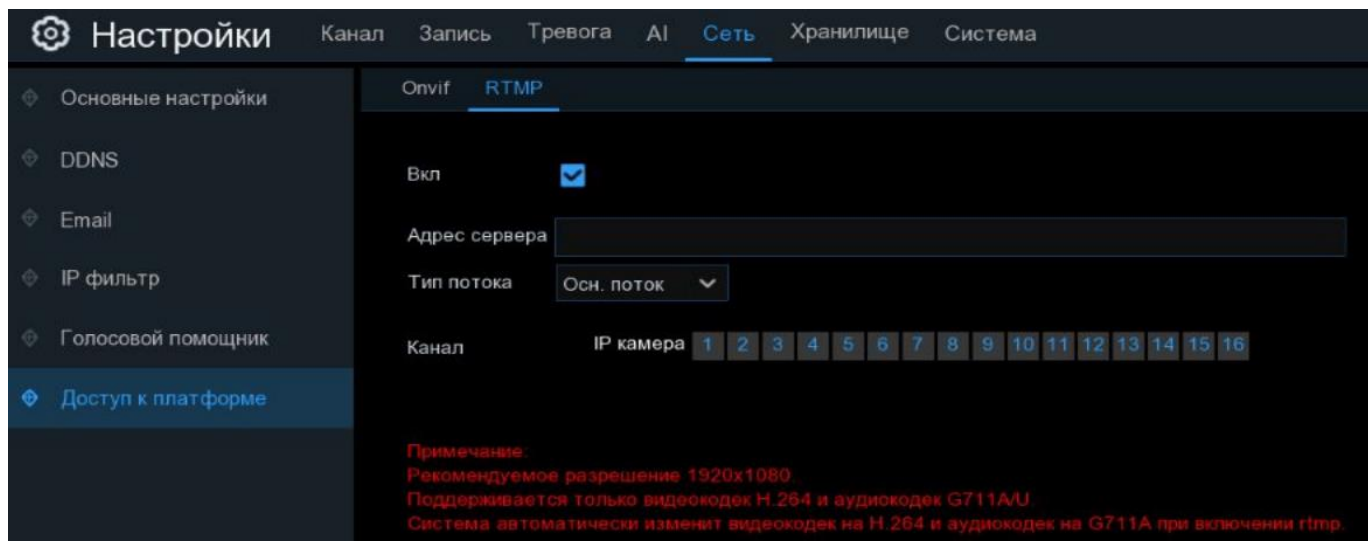 Настройки Канал Запись Тревога AI Сеть Хранилище Система
Основные настройки
DDNS
Email
IP фильтр
Голосовой помощник
Доступ к платформе
Onvif RTMP
Вкл
Адрес сервера
Тип потока Осн. поток
Канал IP камера 1 2 3 4 5 6 7 8 9 10 11 12 13 14 15 16
Примечание:
Рекомендуемое разрешение 1920x1080.
Поддерживается только видеокодек H.264 и аудиокодек G711A/U.
Система автоматически изменит видеокодек на H.264 и аудиокодек на G711A при включении rtmp.